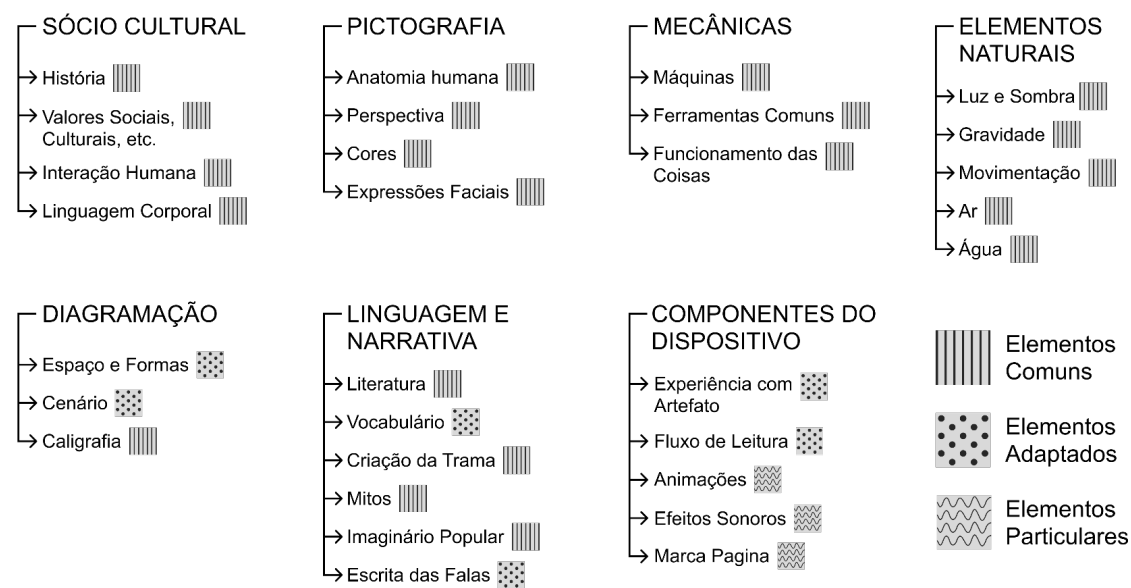 SÓCIO CULTURAL
História
Valores Sociais,
Culturais, etc.
Interação Humana
Linguagem Corporal
PICTOGRAFIA
Anatomia humana
Perspectiva
Cores
Expressões Faciais
MECÂNICAS
Máquinas
Ferramentas Comuns
Funcionamento das
Coisas
ELEMENTOS
NATURAIS
Luz e Sombra
Gravidade
Movimentação
Ar
Água
DIAGRAMAÇÃO
Espaço e Formas
Cenário
Caligrafia
LINGUAGEM E
NARRATIVA
Literatura
Vocabulário
Criação da Trama
Mitos
Imaginário Popular
Escrita das Falas
COMPONENTES DO
DISPOSITIVO
Experiência com
Artefato
Fluxo de Leitura
Animações
Efeitos Sonoros
Marca Pagina
Elementos
Comuns
Elementos
Adaptados
Elementos
Particulares